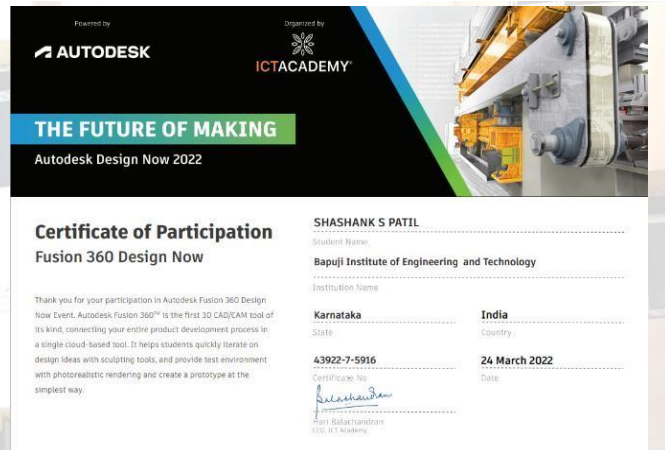 Powered by
AUTODESK
Organized by
ICTACADEMY
THE FUTURE OF MAKING
Autodesk Design Now 2022
Certificate of Participation
Fusion 360 Design Now
Thank you for your participation in Autodesk Fusion 360 Design
Now Event. Autodesk Fusion 360™ is the first 3D CAD/CAM tool of
its kind, connecting your entire product development process in
a single cloud-based tool. It helps students quickly iterate on
design ideas with sculpting tools, and provide test environment
with photorealistic rendering and create a prototype at the
simplest way.
SHASHANK S PATIL
Student Name
Bapuji Institute of Engineering and Technology
Institution Name
Karnataka
State
India
Country
43922-7-5916
Certificate No
24 March 2022
Date
Balachandran
Hari Balachandran
CEO, ICT Academy